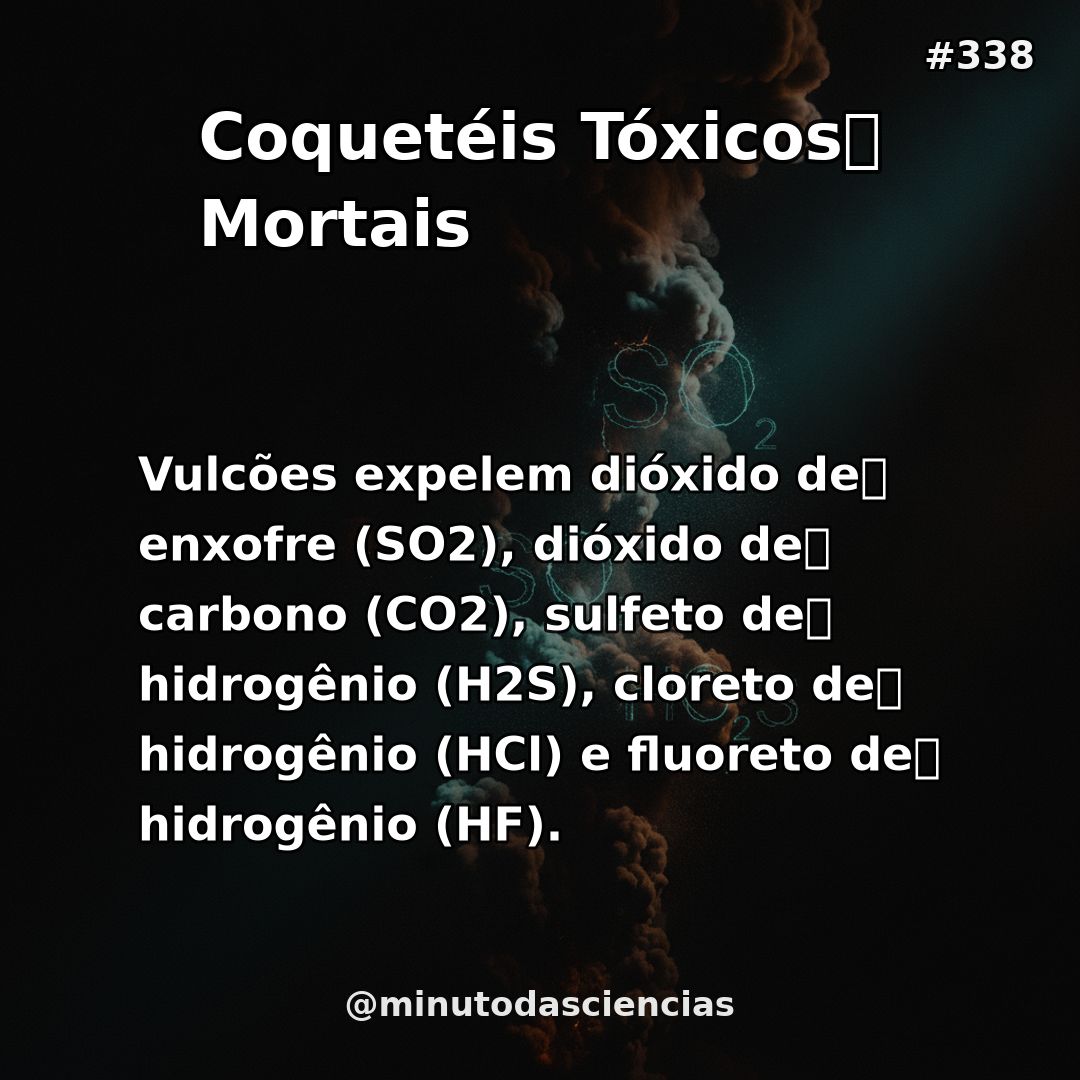 #338
Coquetéis Tóxicos▯
Mortais
SO₂
Vulcões expelem dióxido de▯
enxofre (SO2), dióxido de▯
carbono (CO2), sulfeto de▯
hidrogênio (H2S), cloreto de▯
hidrogênio (HCl) e fluoreto de▯
hidrogênio (HF).
@minutodasciencias